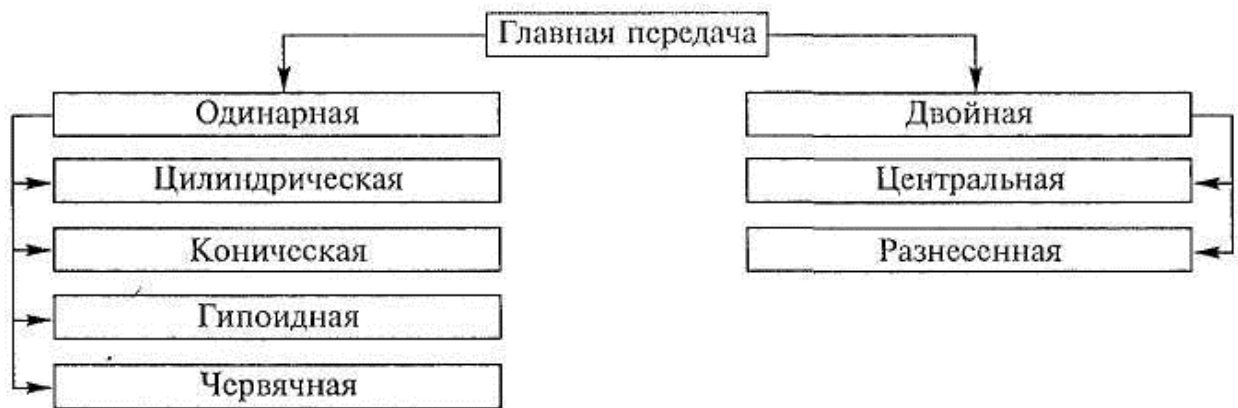 Главная передача
Одинарная
Цилиндрическая
Коническая
Гипоидная
Червячная
Двойная
Центральная
Разнесенная